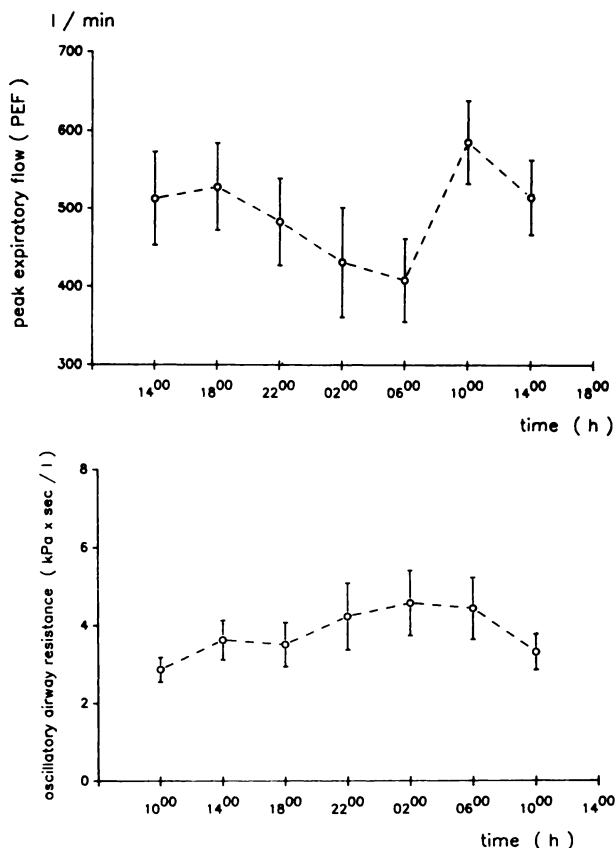 l / min
peak expiratory flow ( PEF )
700
600
500
400
300
14⁰⁰ 18⁰⁰ 22⁰⁰ 02⁰⁰ 06⁰⁰ 10⁰⁰ 14⁰⁰ 18⁰⁰
time ( h )
oscillatory airway resistance ( kPa x sec / l )
8
6
4
2
0
10⁰⁰ 14⁰⁰ 18⁰⁰ 22⁰⁰ 02⁰⁰ 06⁰⁰ 10⁰⁰ 14⁰⁰
time ( h )